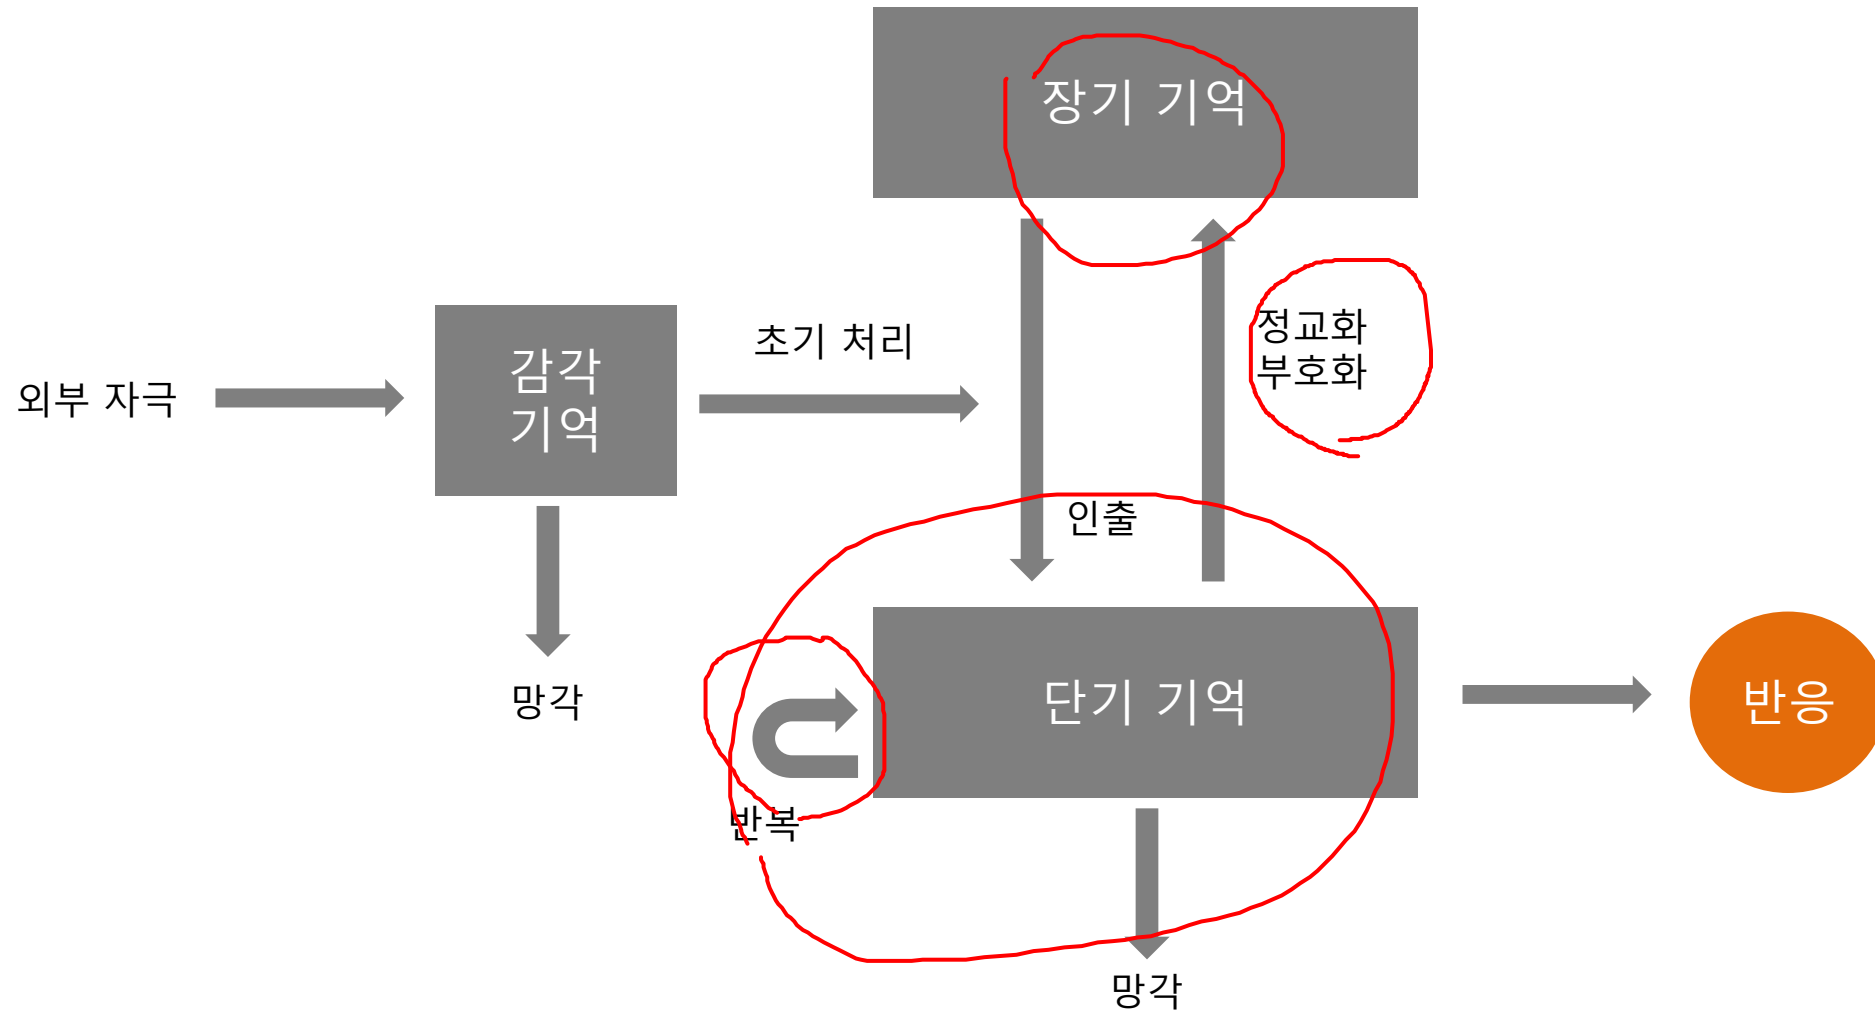 장기 기억
정교화
부호화
초기 처리
감각
기억
외부 자극
인출
망각
단기 기억
반응
반복
망각